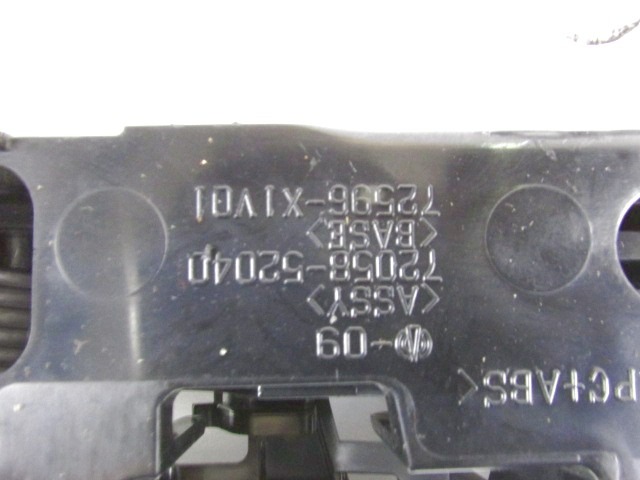 PC+ABS<
-09
<ASSY>
72058-52040
<BASE>
72596-X1V01